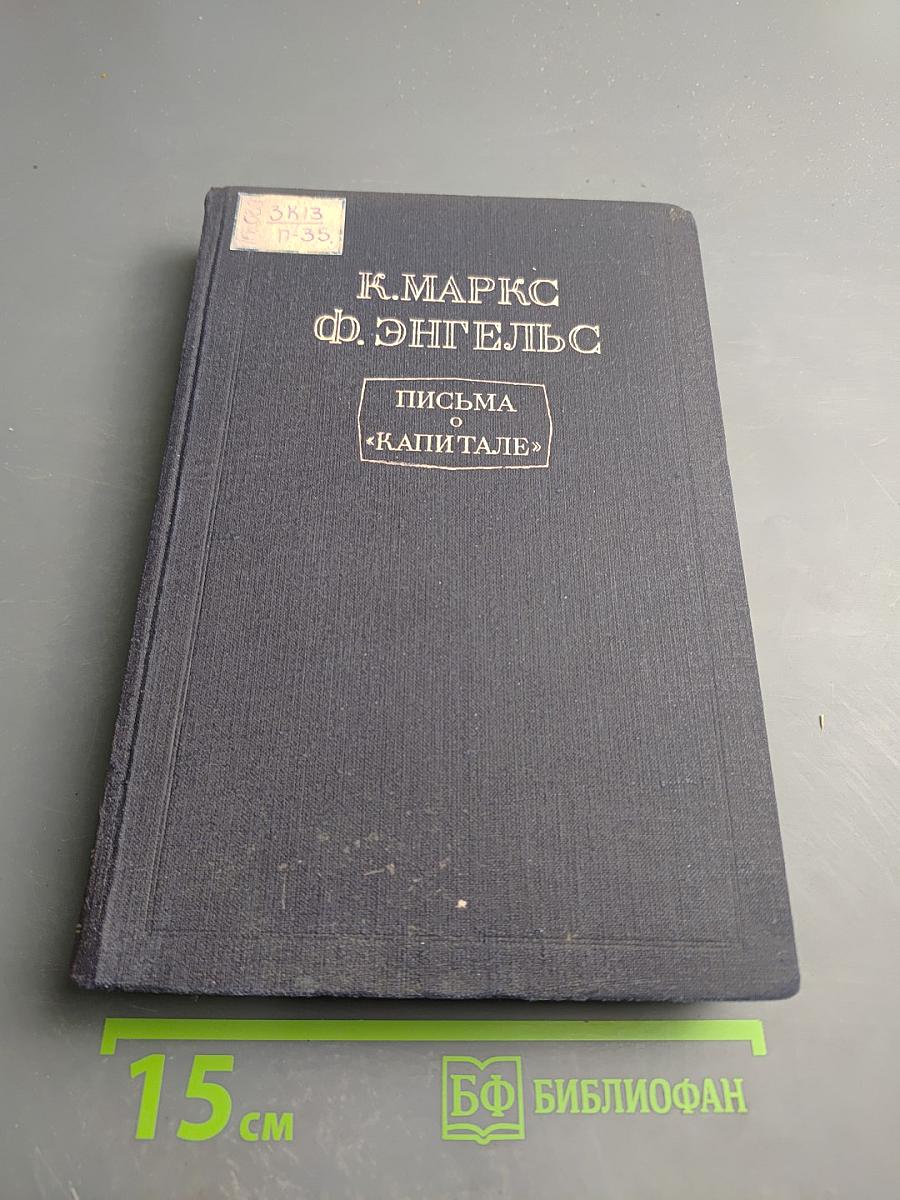 3К13
П-35
К. МАРКС
Ф. ЭНГЕЛЬС
ПИСЬМА
О
«КАПИТАЛЕ»
15 см
БФ БИБЛИОФАН